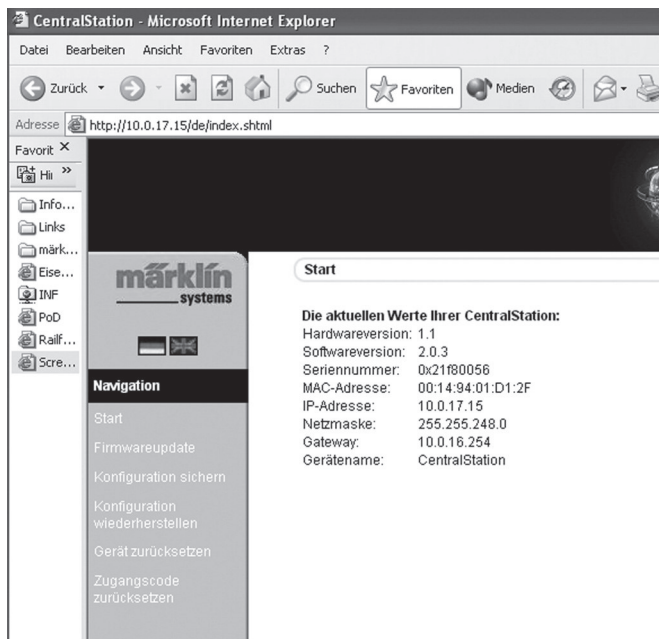 CentralStation - Microsoft Internet Explorer
Datei Bearbeiten Ansicht Favoriten Extras ?
Zurück Suchen Favoriten Medien
Adresse http://10.0.17.15/de/index.shtml
Favorit X
»
Info...
Links
märk...
Eise...
INF
PoD
Railf...
Scre...
märklin
systems
Navigation
Start
Firmwareupdate
Konfiguration sichern
Konfiguration
wiederherstellen
Gerät zurücksetzen
Zugangscode
zurücksetzen
Start
Die aktuellen Werte Ihrer CentralStation:
Hardwareversion: 1.1
Softwareversion: 2.0.3
Seriennummer: 0x21f80056
MAC-Adresse: 00:14:94:01:D1:2F
IP-Adresse: 10.0.17.15
Netzmaske: 255.255.248.0
Gateway: 10.0.16.254
Gerätename: CentralStation